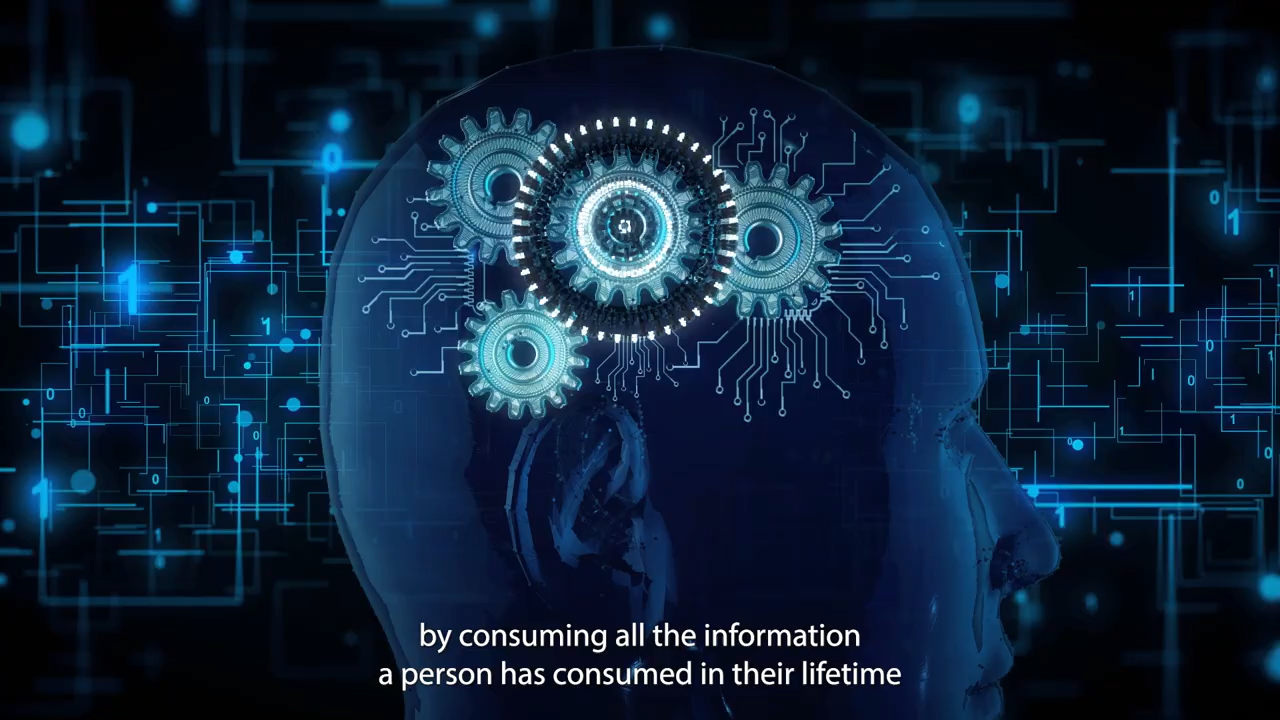 by consuming all the information
a person has consumed in their lifetime